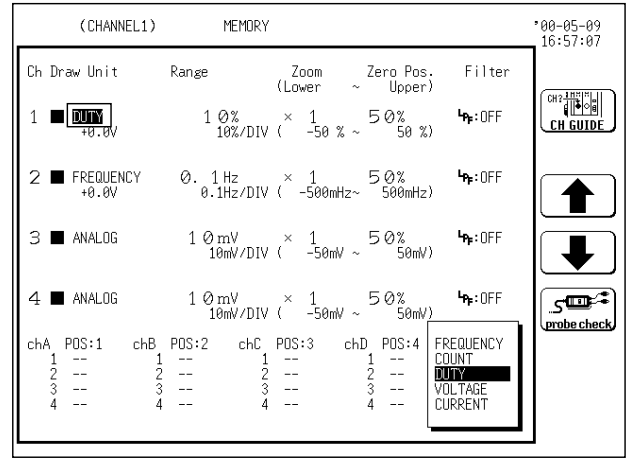 (CHANNEL1) MEMORY '00-05-09
16:57:07
Ch Draw Unit Range Zoom Zero Pos. Filter
(Lower ~ Upper)
1 DUTY 10% × 1 50% LPF:OFF
+0.0V 10%/DIV ( -50 % ~ 50 %)
2 FREQUENCY 0. 1Hz × 1 50% LPF:OFF
+0.0V 0.1Hz/DIV ( -500mHz~ 500mHz)
3 ANALOG 10mV × 1 50% LPF:OFF
10mV/DIV ( -50mV ~ 50mV)
4 ANALOG 10mV × 1 50% LPF:OFF
10mV/DIV ( -50mV ~ 50mV)
chA POS:1 chB POS:2 chC POS:3 chD POS:4
1 -- 1 -- 1 -- 1 --
2 -- 2 -- 2 -- 2 --
3 -- 3 -- 3 -- 3 --
4 -- 4 -- 4 -- 4 --
FREQUENCY
COUNT
DUTY
VOLTAGE
CURRENT
CH?
CH GUIDE
probe check